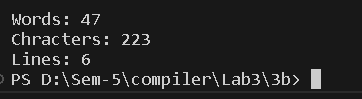 Words: 47
Chracters: 223
Lines: 6
PS D:\Sem-5\compiler\Lab3\3b>